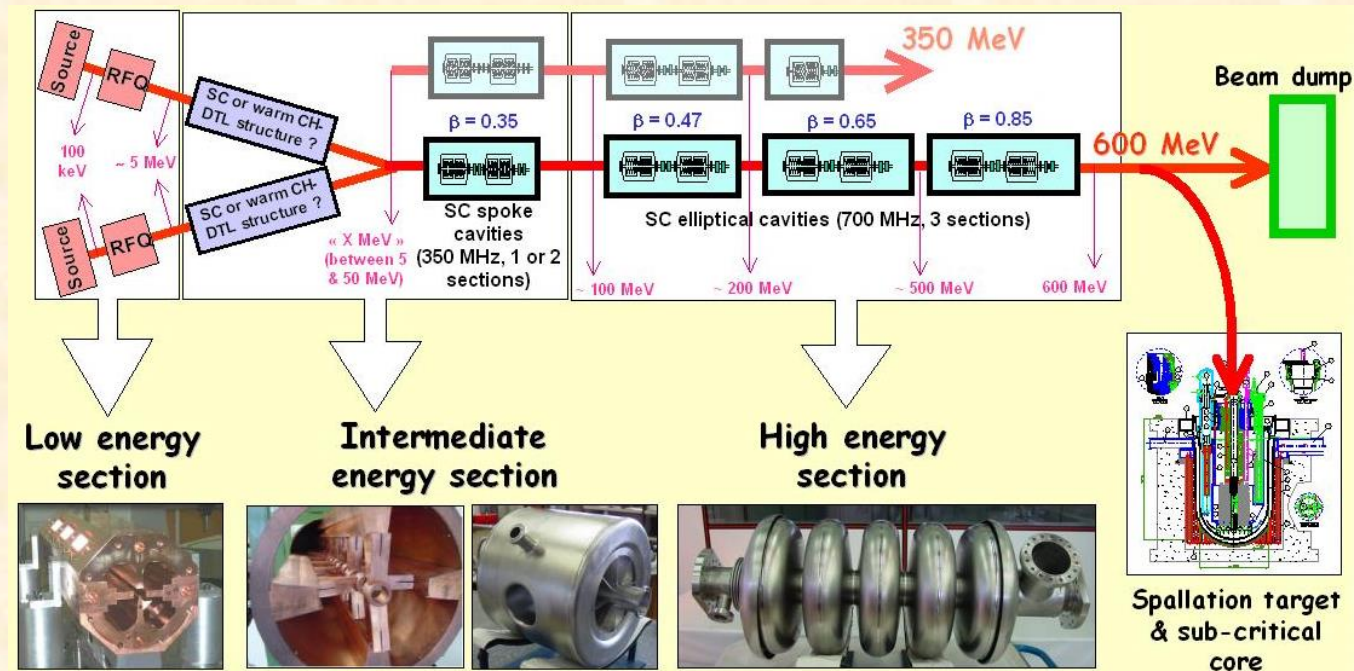 Source
RFQ
SC or warm CH-
DTL structure ?
100
keV
~ 5 MeV
SC or warm CH-
DTL structure ?
Source
RFQ
350 MeV
β = 0.35
β = 0.47
β = 0.65
β = 0.85
600 MeV
Beam dump
SC spoke
cavities
(350 MHz, 1 or 2
sections)
SC elliptical cavities (700 MHz, 3 sections)
« X MeV »
(between 5
& 50 MeV)
~ 100 MeV
~ 200 MeV
~ 500 MeV
600 MeV
Low energy
section
Intermediate
energy section
High energy
section
Spallation target
& sub-critical
core